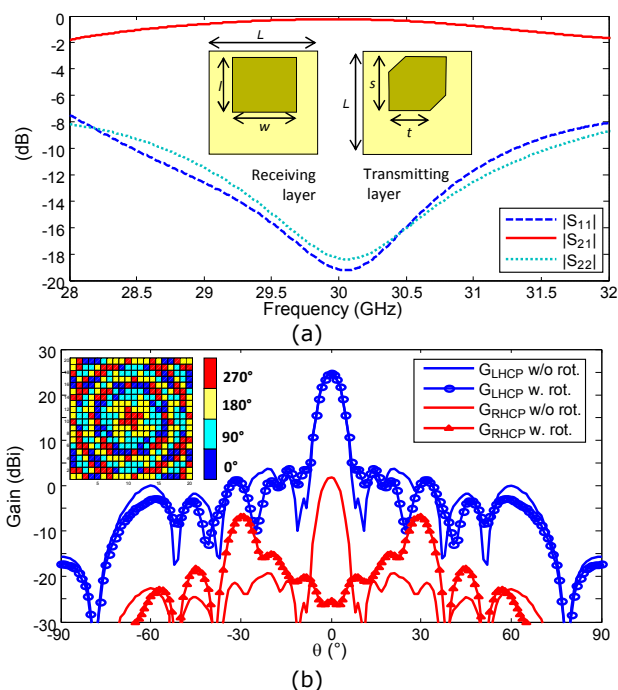 0
-2
-4
-6
-8
-10
-12
-14
-16
-18
-20
(dB)
L
l
w
L
s
t
Receiving
layer
Transmitting
layer
|S11|
|S21|
|S22|
28 28.5 29 29.5 30 30.5 31 31.5 32
Frequency (GHz)
(a)
30
20
10
0
-10
-20
-30
Gain (dBi)
270°
180°
90°
0°
GLHCP w/o rot.
GLHCP w. rot.
GRHCP w/o rot.
GRHCP w. rot.
-90 -60 -30 0 30 60 90
θ (°)
(b)